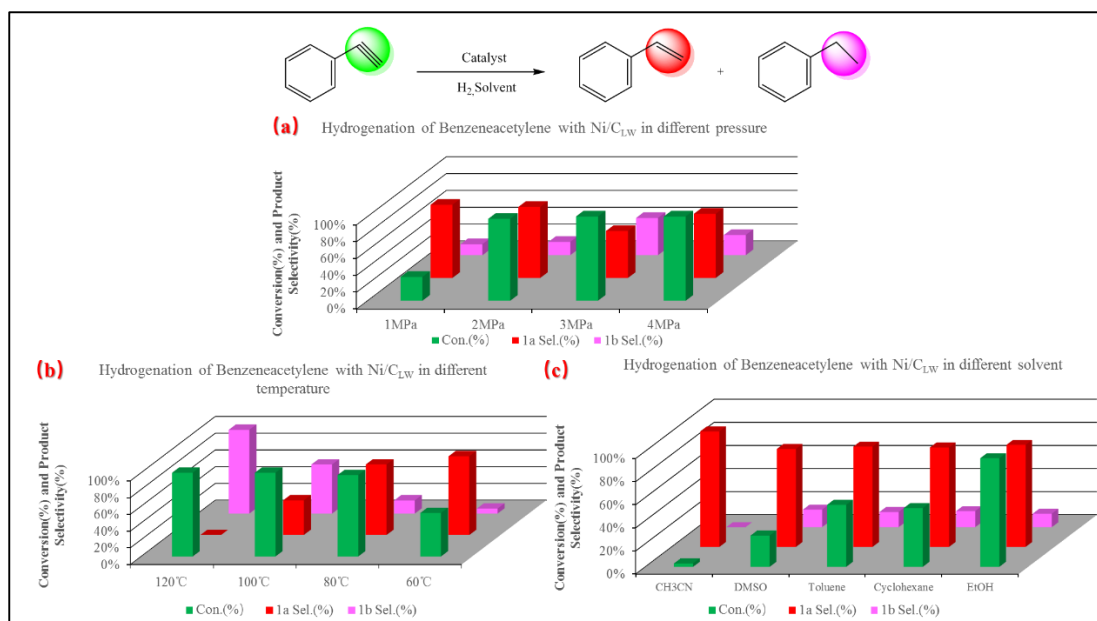 Catalyst
H2,Solvent
+
(a) Hydrogenation of Benzeneacetylene with Ni/CLW in different pressure
Conversion(%) and Product
Selectivity(%)
100%
80%
60%
40%
20%
0%
1MPa 2MPa 3MPa 4MPa
Con.(%) 1a Sel.(%) 1b Sel.(%)
(b) Hydrogenation of Benzeneacetylene with Ni/CLW in different
temperature
Conversion(%) and Product
Selectivity(%)
100%
80%
60%
40%
20%
0%
120℃ 100℃ 80℃ 60℃
Con.(%) 1a Sel.(%) 1b Sel.(%)
(c) Hydrogenation of Benzeneacetylene with Ni/CLW in different solvent
Conversion(%) and Product
Selectivity(%)
100%
80%
60%
40%
20%
0%
CH3CN DMSO Toluene Cyclohexane EtOH
Con.(%) 1a Sel.(%) 1b Sel.(%)